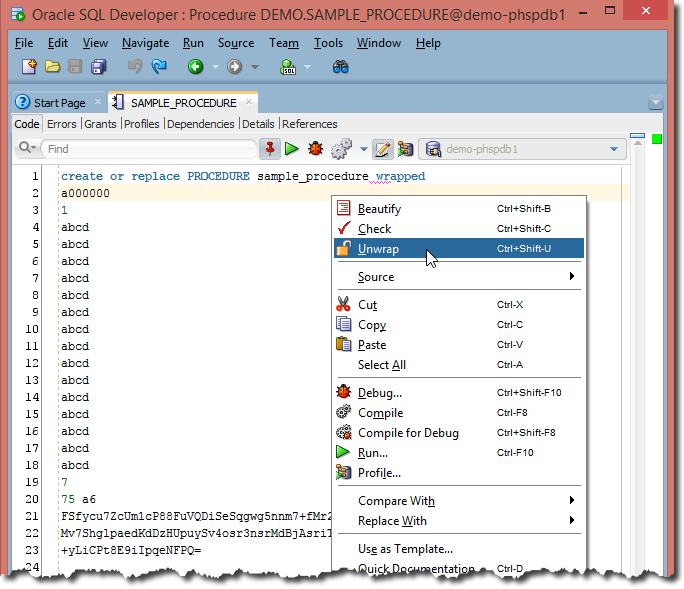 Oracle SQL Developer : Procedure DEMO.SAMPLE_PROCEDURE@demo-phspdb1
File Edit View Navigate Run Source Team Tools Window Help
SQL
Start Page SAMPLE_PROCEDURE
Code Errors Grants Profiles Dependencies Details References
Find demo-phspdb1
1 create or replace PROCEDURE sample_procedure wrapped
2 a000000
3 1
4 abcd
5 abcd
6 abcd
7 abcd
8 abcd
9 abcd
10 abcd
11 abcd
12 abcd
13 abcd
14 abcd
15 abcd
16 abcd
17 abcd
18 abcd
19 7
20 75 a6
21 FSfycu7ZcUm1cP88FuVQDiSeSqgwg5nnm7+fMr2
22 Mv7ShglpaedKdDzHUpuySv4osr3nsrMdBjAsriT
23 +yLiCPt8E9iIpqeNFPQ=
24
Beautify Ctrl+Shift-B
Check Ctrl+Shift-C
Unwrap Ctrl+Shift-U
Source
Cut Ctrl-X
Copy Ctrl-C
Paste Ctrl-V
Select All Ctrl-A
Debug... Ctrl+Shift-F10
Compile Ctrl-F8
Compile for Debug Ctrl+Shift-F8
Run... Ctrl-F10
Profile...
Compare With
Replace With
Use as Template...
Quick Documentation Ctrl-D